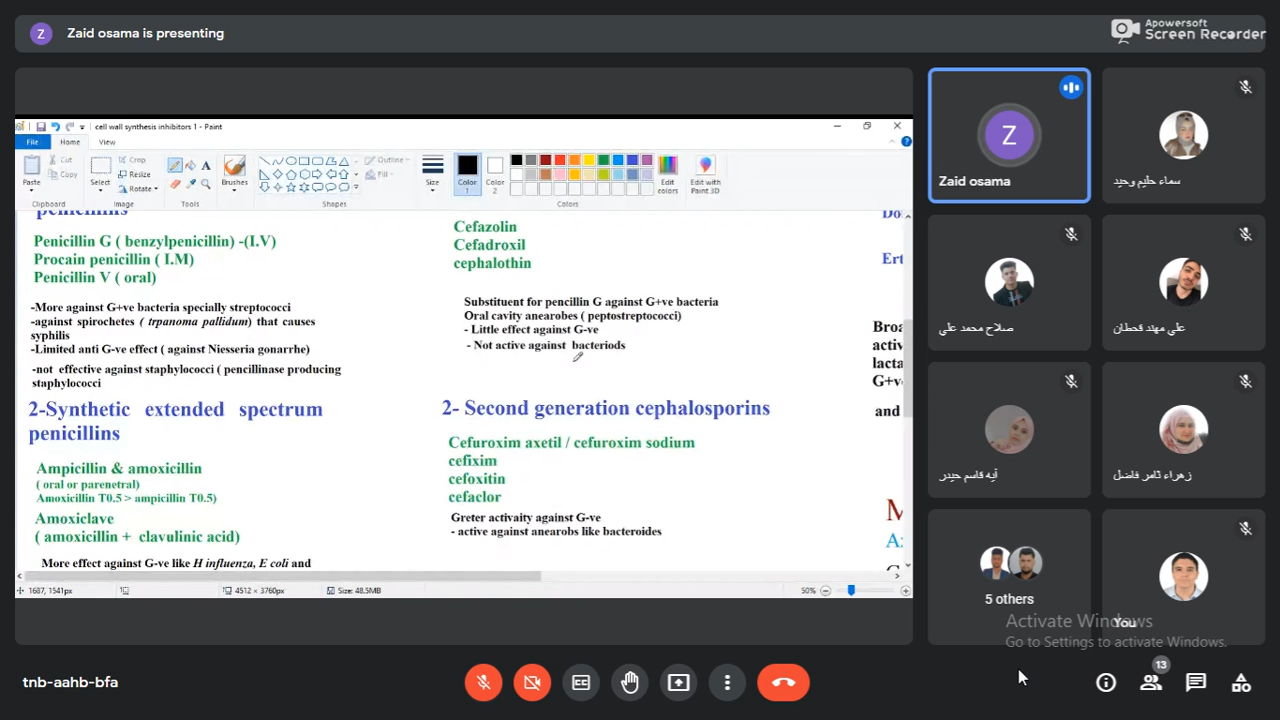 Z
Zaid osama is presenting
Apowersoft
Screen Recorder
cell wall synthesis inhibitors 1 - Paint
File
Home
View
Paste
Cut
Copy
Clipboard
Select
Crop
Resize
Rotate
Image
A
Tools
Brushes
Outline
Fill
Shapes
Size
Color
1
Color
2
Edit
colors
Edit with
Paint 3D
Colors
penicillins
Penicillin G ( benzylpenicillin) -(I.V)
Procain penicillin ( I.M)
Penicillin V ( oral)
-More against G+ve bacteria specially streptococci
-against spirochetes ( trpanoma pallidum) that causes
syphilis
-Limited anti G-ve effect ( against Niesseria gonarrhe)
-not effective against staphylococci ( pencillinase producing
staphylococci
2-Synthetic extended spectrum
penicillins
Ampicillin & amoxicillin
( oral or parenetral)
Amoxicillin T0.5 > ampicillin T0.5)
Amoxiclave
( amoxicillin + clavulinic acid)
More effect against G-ve like H influenza, E coli and
Cefazolin
Cefadroxil
cephalothin
Substituent for pencillin G against G+ve bacteria
Oral cavity anearobes ( peptostreptococci)
- Little effect against G-ve
- Not active against bacteriods
2- Second generation cephalosporins
Cefuroxim axetil / cefuroxim sodium
cefixim
cefoxitin
cefaclor
Greter activaity against G-ve
- active against anearobs like bacteroides
Do
Ert
Broa
activ
lacta
G+v
and
M
A
1687, 1541px
4512 × 3760px
Size: 48.5MB
50%
Z
Zaid osama
سماء حليم وحيد
صلاح محمد علي
علي مهند قحطان
آيه قاسم حيدر
زهراء ثامر فاضل
5 others
You
Activate Windows
Go to Settings to activate Windows.
tnb-aahb-bfa
13